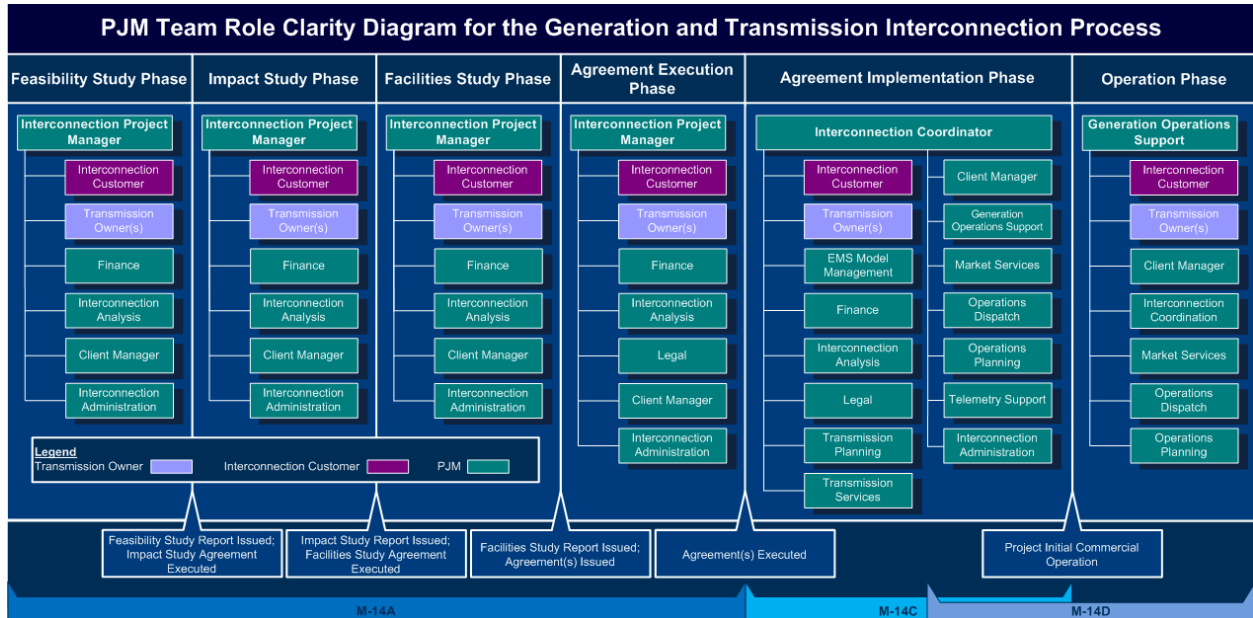 PJM Team Role Clarity Diagram for the Generation and Transmission Interconnection Process
Feasibility Study Phase
Impact Study Phase
Facilities Study Phase
Agreement Execution
Phase
Agreement Implementation Phase
Operation Phase
Interconnection Project
Manager
Interconnection
Customer
Transmission
Owner(s)
Finance
Interconnection
Analysis
Client Manager
Interconnection
Administration
Interconnection Project
Manager
Interconnection
Customer
Transmission
Owner(s)
Finance
Interconnection
Analysis
Client Manager
Interconnection
Administration
Interconnection Project
Manager
Interconnection
Customer
Transmission
Owner(s)
Finance
Interconnection
Analysis
Client Manager
Interconnection
Administration
Interconnection Project
Manager
Interconnection
Customer
Transmission
Owner(s)
Finance
Interconnection
Analysis
Legal
Client Manager
Interconnection
Administration
Interconnection Coordinator
Interconnection
Customer
Transmission
Owner(s)
EMS Model
Management
Finance
Interconnection
Analysis
Legal
Transmission
Planning
Transmission
Services
Client Manager
Generation
Operations Support
Market Services
Operations
Dispatch
Operations
Planning
Telemetry Support
Interconnection
Administration
Generation Operations
Support
Interconnection
Customer
Transmission
Owner(s)
Client Manager
Interconnection
Coordination
Market Services
Operations
Dispatch
Operations
Planning
Legend
Transmission Owner
Interconnection Customer
PJM
Feasibility Study Report Issued;
Impact Study Agreement
Executed
Impact Study Report Issued;
Facilities Study Agreement
Executed
Facilities Study Report Issued;
Agreement(s) Issued
Agreement(s) Executed
Project Initial Commercial
Operation
M-14A
M-14C
M-14D